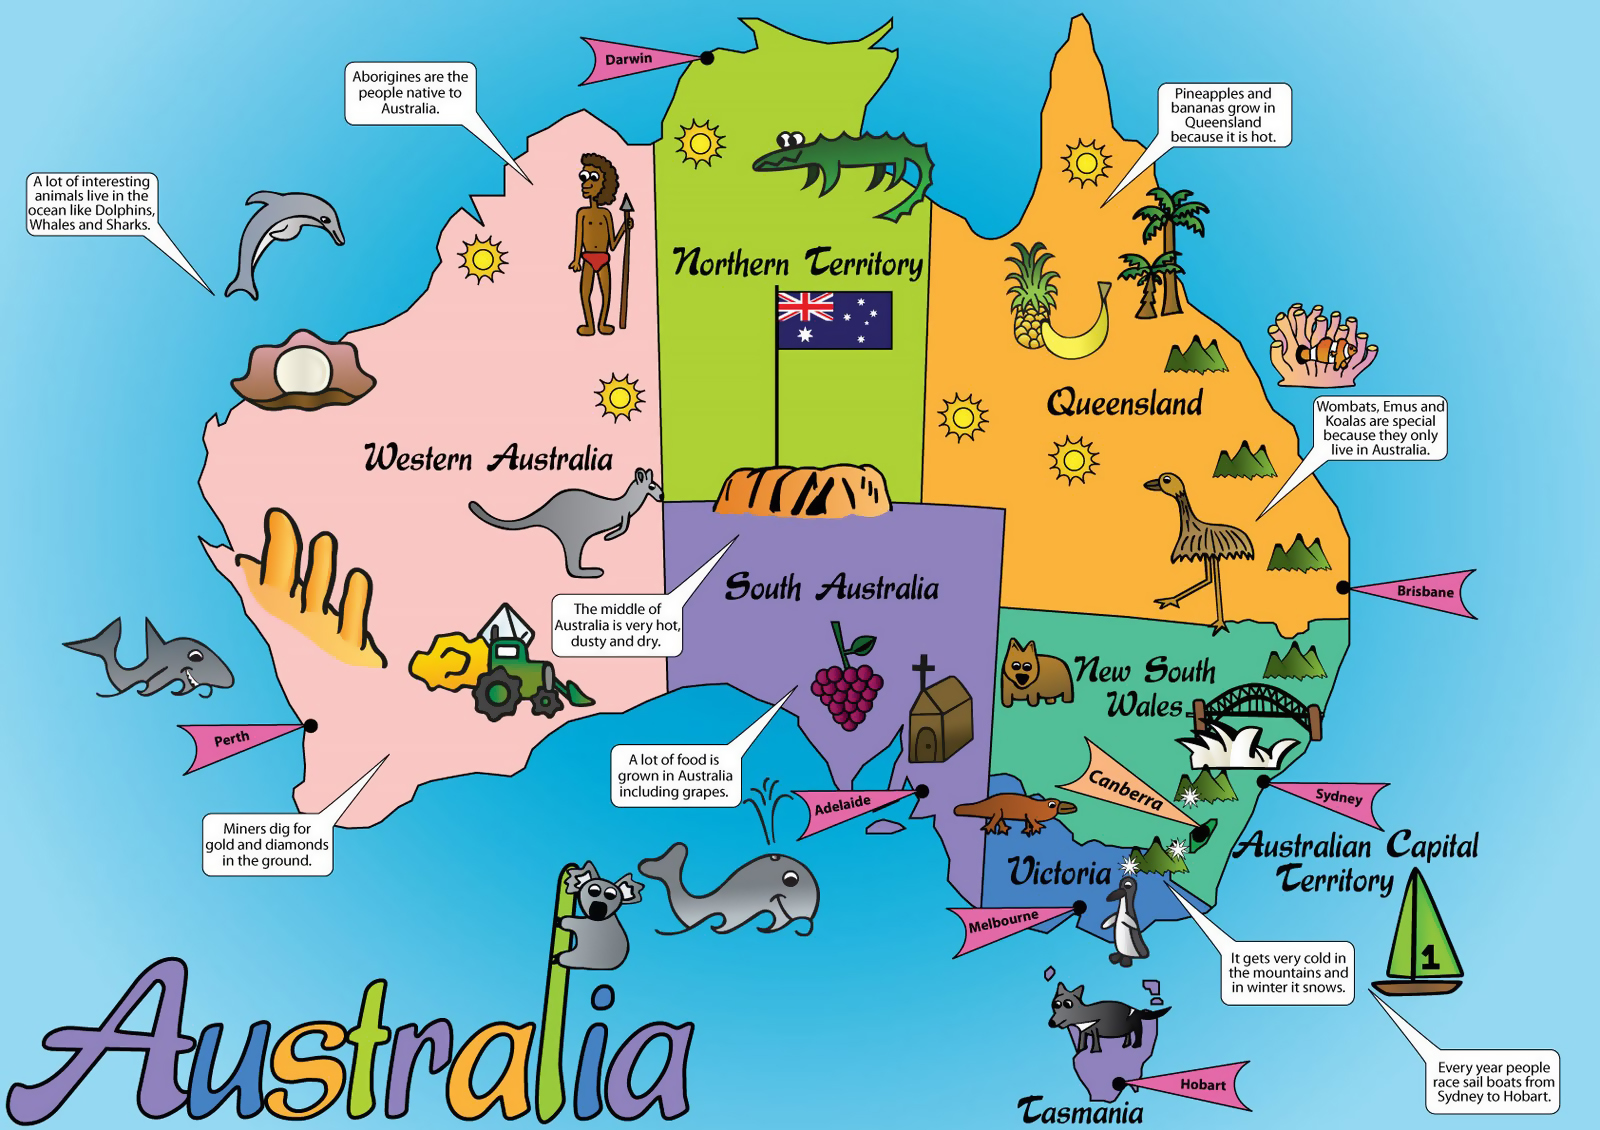 Darwin
Aborigines are the
people native to
Australia.
Pineapples and
bananas grow in
Queensland
because it is hot.
A lot of interesting
animals live in the
ocean like Dolphins,
Whales and Sharks.
Northern Territory
Queensland
Wombats, Emus and
Koalas are special
because they only
live in Australia.
Western Australia
South Australia
Brisbane
The middle of
Australia is very hot,
dusty and dry.
New South
Wales
Perth
A lot of food is
grown in Australia
including grapes.
Canberra
Adelaide
Sydney
Miners dig for
gold and diamonds
in the ground.
Australian Capital
Territory
Victoria
Melbourne
It gets very cold in
the mountains and
in winter it snows.
1
Every year people
race sail boats from
Sydney to Hobart.
Hobart
Tasmania
Australia